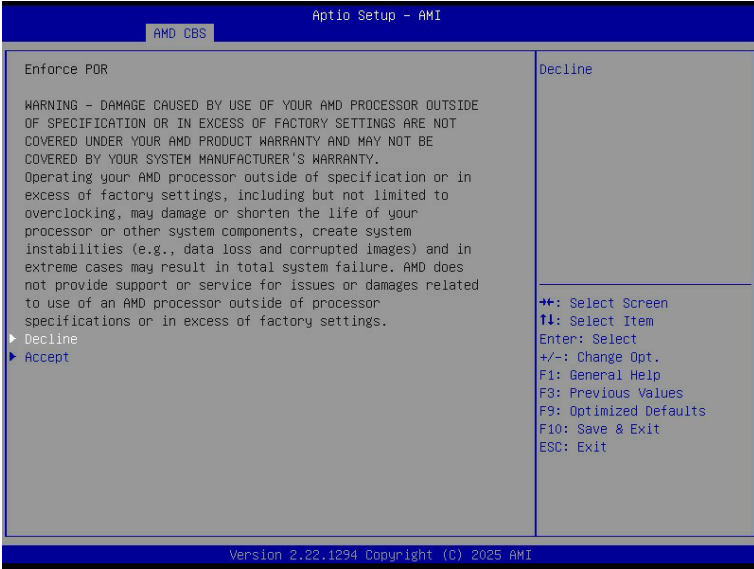 Aptio Setup – AMI
AMD CBS
Enforce POR
WARNING – DAMAGE CAUSED BY USE OF YOUR AMD PROCESSOR OUTSIDE
OF SPECIFICATION OR IN EXCESS OF FACTORY SETTINGS ARE NOT
COVERED UNDER YOUR AMD PRODUCT WARRANTY AND MAY NOT BE
COVERED BY YOUR SYSTEM MANUFACTURER'S WARRANTY.
Operating your AMD processor outside of specification or in
excess of factory settings, including but not limited to
overclocking, may damage or shorten the life of your
processor or other system components, create system
instabilities (e.g., data loss and corrupted images) and in
extreme cases may result in total system failure. AMD does
not provide support or service for issues or damages related
to use of an AMD processor outside of processor
specifications or in excess of factory settings.
Decline
Accept
Decline
→←: Select Screen
↑↓: Select Item
Enter: Select
+/-: Change Opt.
F1: General Help
F3: Previous Values
F9: Optimized Defaults
F10: Save & Exit
ESC: Exit
Version 2.22.1294 Copyright (C) 2025 AMI